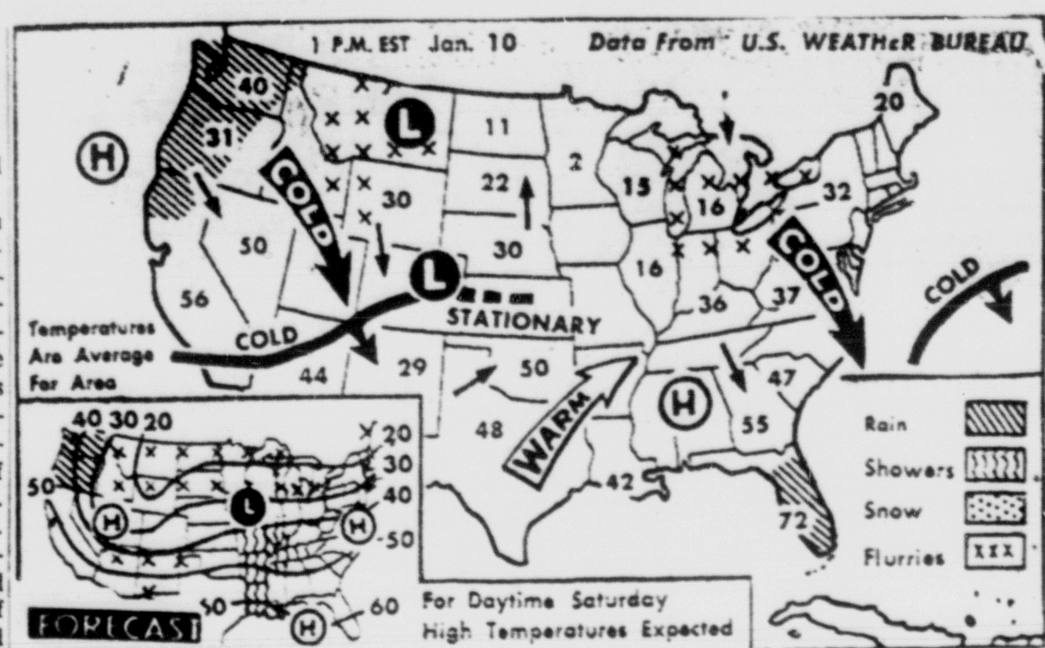 1 P.M. EST Jan. 10 Data From U.S. WEATHER BUREAU
40
20
31
L
11
H
2
COLD
22
15
16
32
30
50
30
COLD
COLD
L
16
37
56
36
STATIONARY
Temperatures
Are Average
For Area
COLD
29
50
44
47
H
WARM
48
55
42
72
Rain
Showers
Snow
Flurries
xxx
40 30 20
20
30
40
50
50
H
L
H
50
60
H
FORECAST
For Daytime Saturday
High Temperatures Expected